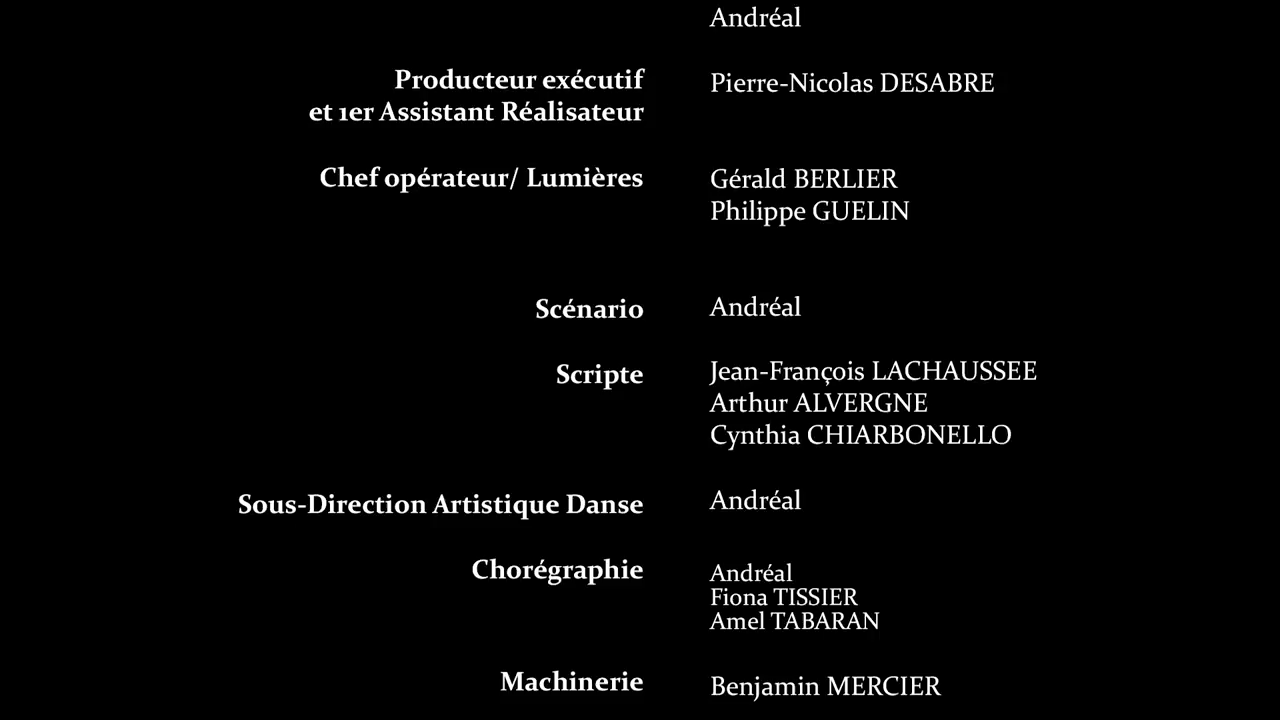 Andréal
Producteur exécutif
et 1er Assistant Réalisateur
Pierre-Nicolas DESABRE
Chef opérateur/ Lumières
Gérald BERLIER
Philippe GUELIN
Scénario
Andréal
Scripte
Jean-François LACHAUSSEE
Arthur ALVERGNE
Cynthia CHIARBONELLO
Sous-Direction Artistique Danse
Andréal
Chorégraphie
Andréal
Fiona TISSIER
Amel TABARAN
Machinerie
Benjamin MERCIER